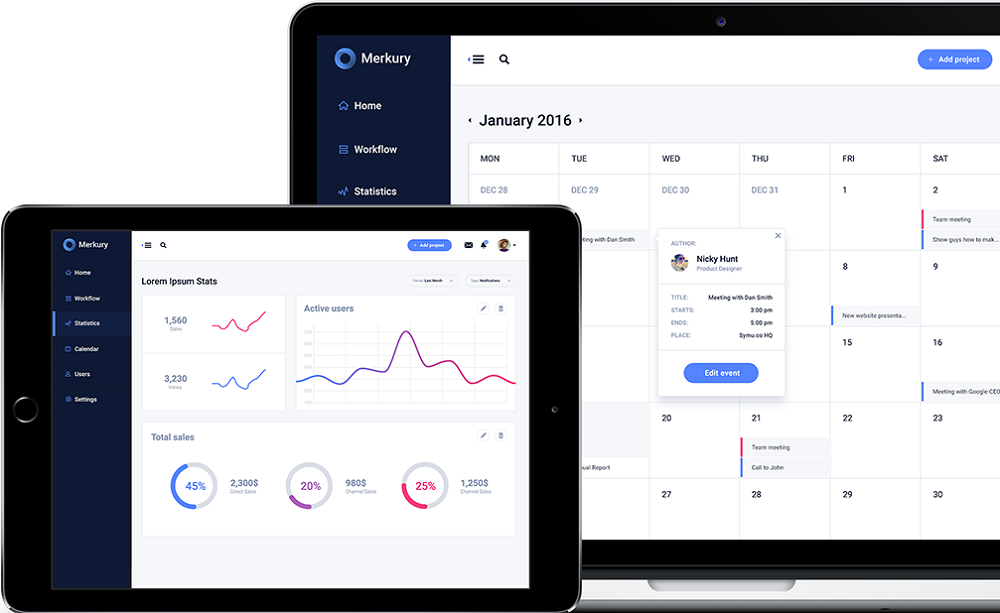 Merkury
Add project
Home
Workflow
Statistics
January 2016
MON TUE WED THU FRI SAT
DEC 28 DEC 29 DEC 30 DEC 31 1 2
Team meeting
Show guys how to mak...
ting with Dan Smith
AUTHOR:
Nicky Hunt
Product Designer
TITLE: Meeting with Dan Smith
STARTS: 3:00 pm
ENDS: 5:00 pm
PLACE: Symu.co HQ
Edit event
8 9
New website presenta...
15 16
Meeting with Google CEO
20 21 22 23
Team meeting
Call to John
ual Report
27 28 29 30
Merkury
Add project
Home
Workflow
Statistics
Calendar
Users
Settings
Lorem Ipsum Stats
Period: Last Month
Type: Notifications
1,560
Sales
3,230
Views
Active users
Total sales
45%
2,300$
Direct Sales
20%
980$
Channel Sales
25%
1,250$
Channel Sales